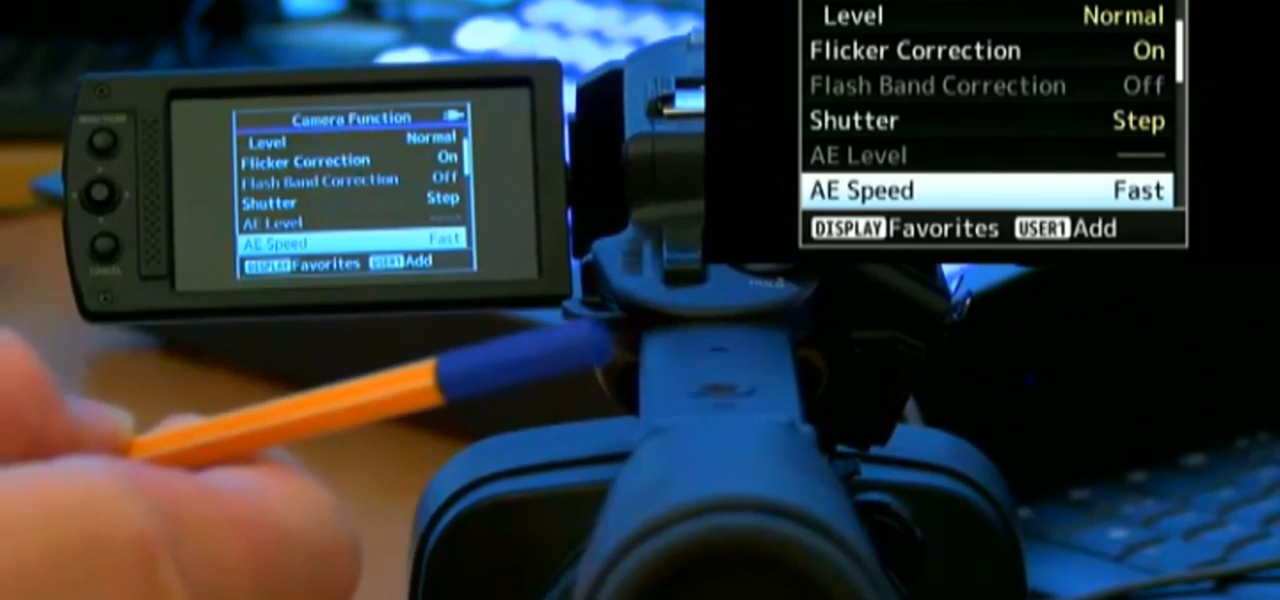 Camera Function
Level Normal
Flicker Correction On
Flash Band Correction Off
Shutter Step
AE Level
AE Speed Fast
DISPLAY Favorites USER1 Add
CANCEL
Level Normal
Flicker Correction On
Flash Band Correction Off
Shutter Step
AE Level
AE Speed Fast
DISPLAY Favorites USER1 Add